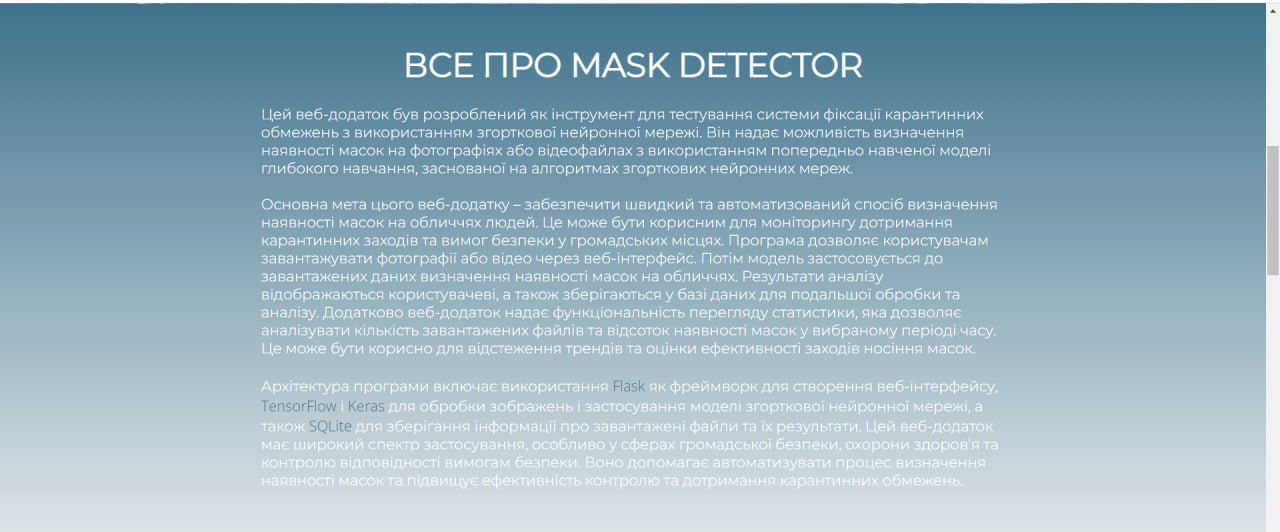 ВСЕ ПРО MASK DETECTOR
Цей веб-додаток був розроблений як інструмент для тестування системи фіксації карантинних
обмежень з використанням згорткової нейронної мережі. Він надає можливість визначення
наявності масок на фотографіях або відеофайлах з використанням попередньо навченої моделі
глибокого навчання, заснованої на алгоритмах згорткових нейронних мереж.
Основна мета цього веб-додатку – забезпечити швидкий та автоматизований спосіб визначення
наявності масок на обличчях людей. Це може бути корисним для моніторингу дотримання
карантинних заходів та вимог безпеки у громадських місцях. Програма дозволяє користувачам
завантажувати фотографії або відео через веб-інтерфейс. Потім модель застосовується до
завантажених даних визначення наявності масок на обличчях. Результати аналізу
відображаються користувачеві, а також зберігаються у базі даних для подальшої обробки та
аналізу. Додатково веб-додаток надає функціональність перегляду статистики, яка дозволяє
аналізувати кількість завантажених файлів та відсоток наявності масок у вибраному періоді часу.
Це може бути корисно для відстеження трендів та оцінки ефективності заходів носіння масок.
Архітектура програми включає використання Flask як фреймворк для створення веб-інтерфейсу,
TensorFlow і Keras для обробки зображень і застосування моделі згорткової нейронної мережі, а
також SQLite для зберігання інформації про завантажені файли та їх результати. Цей веб-додаток
має широкий спектр застосування, особливо у сферах громадської безпеки, охорони здоров'я та
контролю відповідності вимогам безпеки. Воно допомагає автоматизувати процес визначення
наявності масок та підвищує ефективність контролю та дотримання карантинних обмежень.